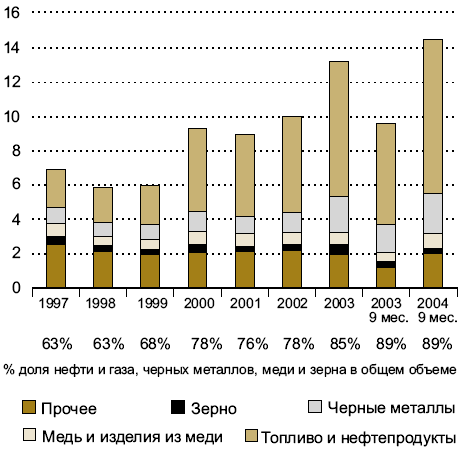 16
14
12
10
8
6
4
2
0
1997 1998 1999 2000 2001 2002 2003 2003 2004
9 мес. 9 мес.
63% 63% 68% 78% 76% 78% 85% 89% 89%
% доля нефти и газа, черных металлов, меди и зерна в общем объеме
Прочее Зерно Черные металлы
Медь и изделия из меди Топливо и нефтепродукты